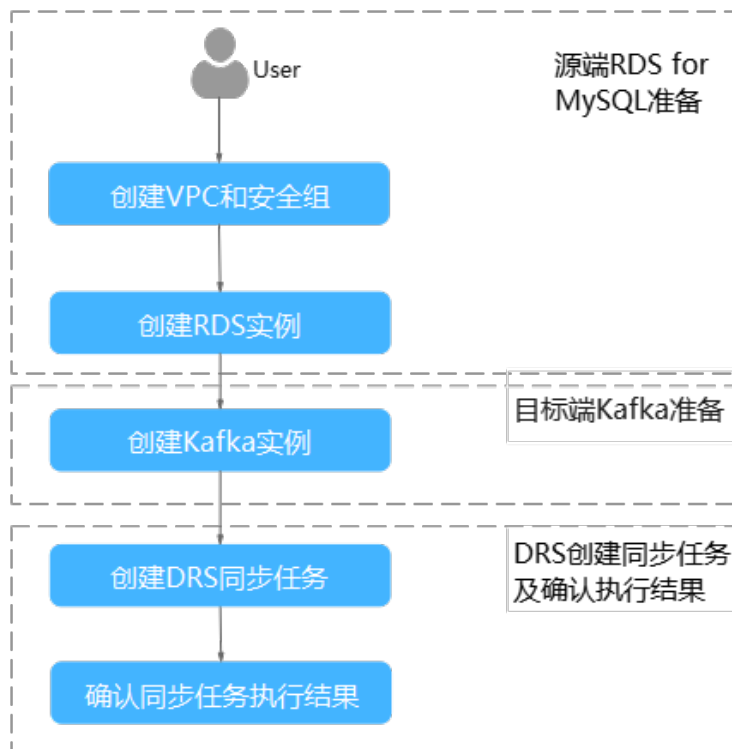 User
源端RDS for
MySQL准备
创建VPC和安全组
创建RDS实例
目标端Kafka准备
创建Kafka实例
DRS创建同步任务
及确认执行结果
创建DRS同步任务
确认同步任务执行结果